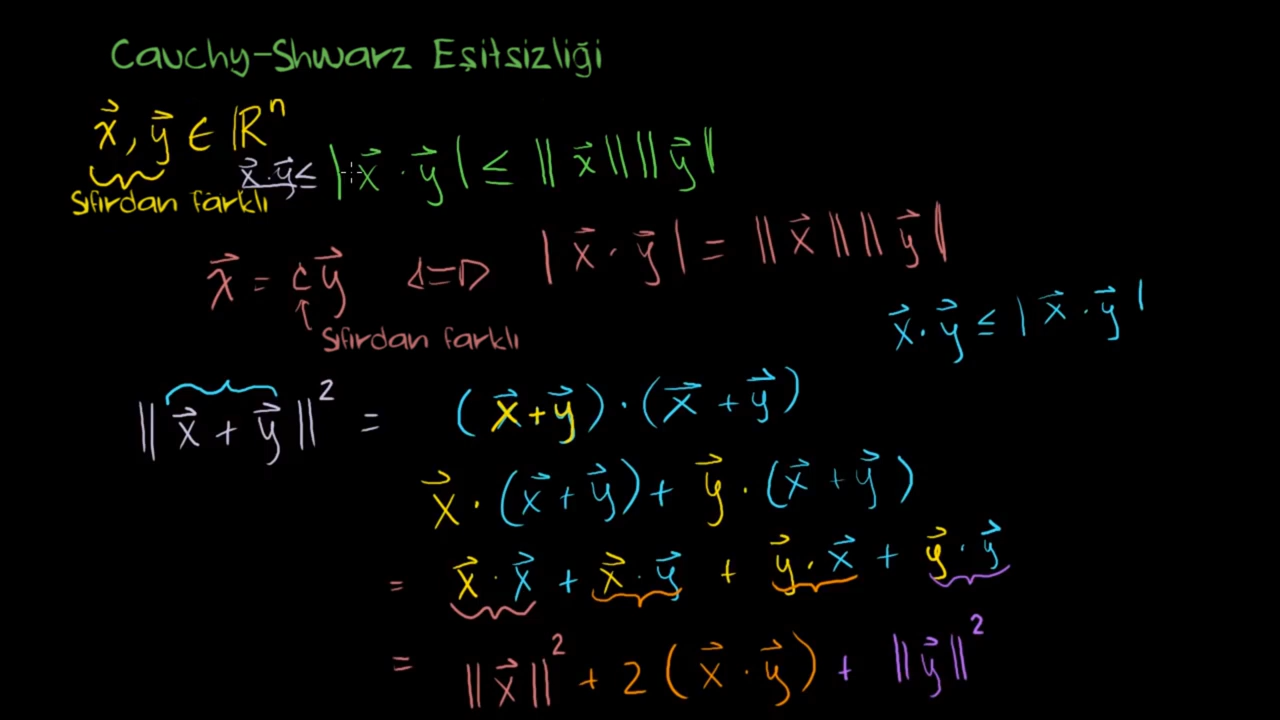 Cauchy-Shwarz Eşitsizliği
x⃗, y⃗ ∈ ℝⁿ
x⃗·y⃗ ≤ |x⃗ · y⃗| ≤ ||x⃗|| ||y⃗||
Sıfırdan farklı
x⃗ = c y⃗ ⇔ |x⃗ · y⃗| = ||x⃗|| ||y⃗||
Sıfırdan farklı
x⃗ · y⃗ ≤ |x⃗ · y⃗|
||x⃗ + y⃗||² = (x⃗+y⃗) · (x⃗ + y⃗)
x⃗ · (x⃗ + y⃗) + y⃗ · (x⃗ + y⃗)
= x⃗ · x⃗ + x⃗ · y⃗ + y⃗ · x⃗ + y⃗ · y⃗
= ||x⃗||² + 2(x⃗ · y⃗) + ||y⃗||²